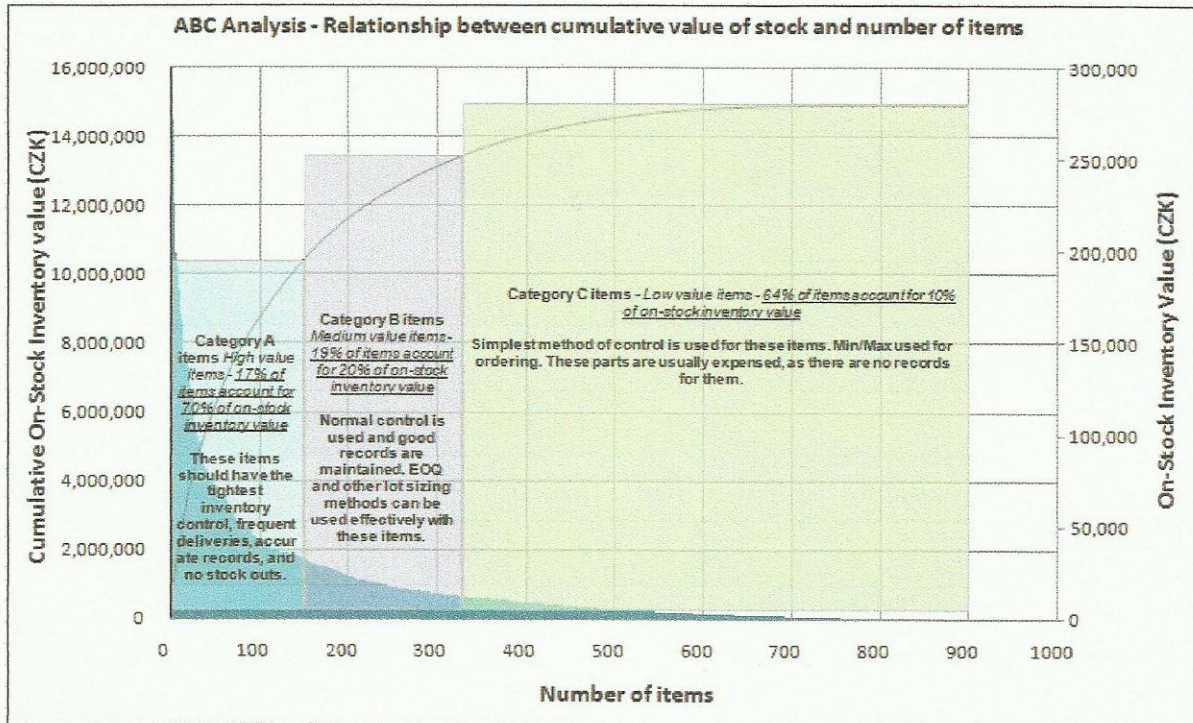 ABC Analysis - Relationship between cumulative value of stock and number of items
Cumulative On-Stock Inventory value (CZK)
16,000,000
14,000,000
12,000,000
10,000,000
8,000,000
6,000,000
4,000,000
2,000,000
0
Category A
items High value
items - 17% of
items account for
70% of on-stock
inventory value
These items
should have the
tightest
inventory
control, frequent
deliveries, accur
ate records, and
no stock outs.
Category B items
Medium value items-
19% of items account
for 20% of on-stock
inventory value
Normal control is
used and good
records are
maintained. EOQ
and other lot sizing
methods can be
used effectively with
these items.
Category C items - Low value items - 64% of items account for 10%
of on-stock inventory value
Simplest method of control is used for these items. Min/Max used for
ordering. These parts are usually expensed, as there are no records
for them.
300,000
250,000
200,000
150,000
100,000
50,000
0
On-Stock Inventory Value (CZK)
0 100 200 300 400 500 600 700 800 900 1000
Number of items